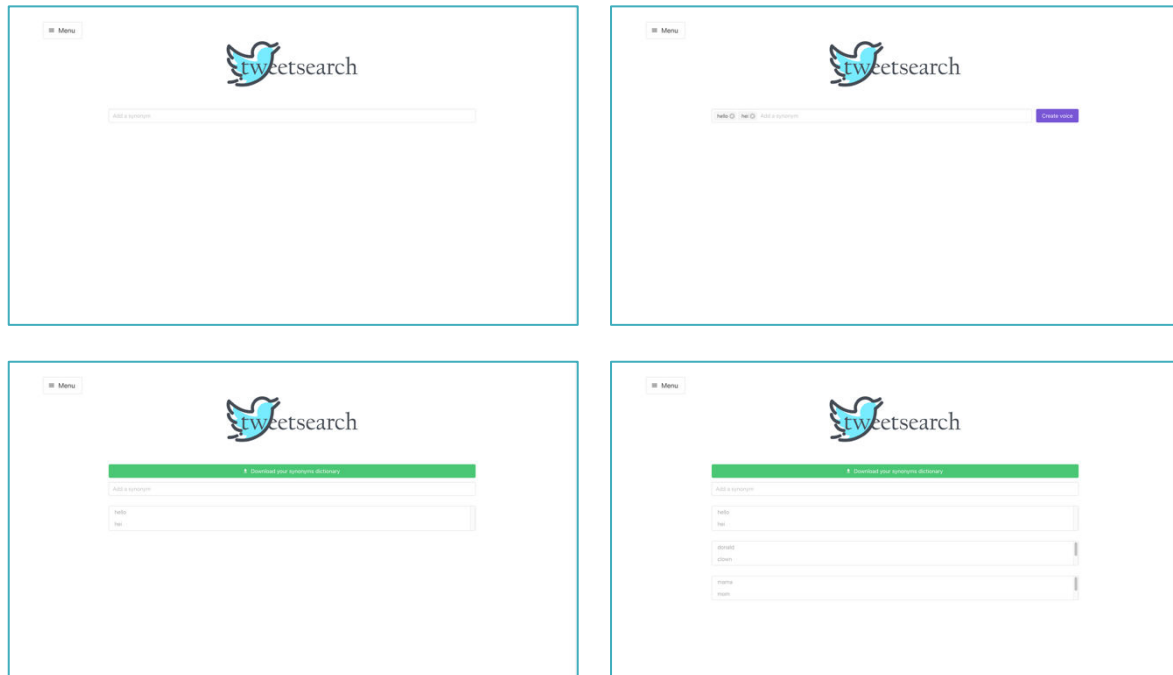 ≡ Menu
tweetsearch
Add a synonym
≡ Menu
tweetsearch
hello hei Add a synonym Create voice
≡ Menu
tweetsearch
Download your synonyms dictionary
Add a synonym
hello
hei
≡ Menu
tweetsearch
Download your synonyms dictionary
Add a synonym
hello
hei
donald
clown
mama
mom